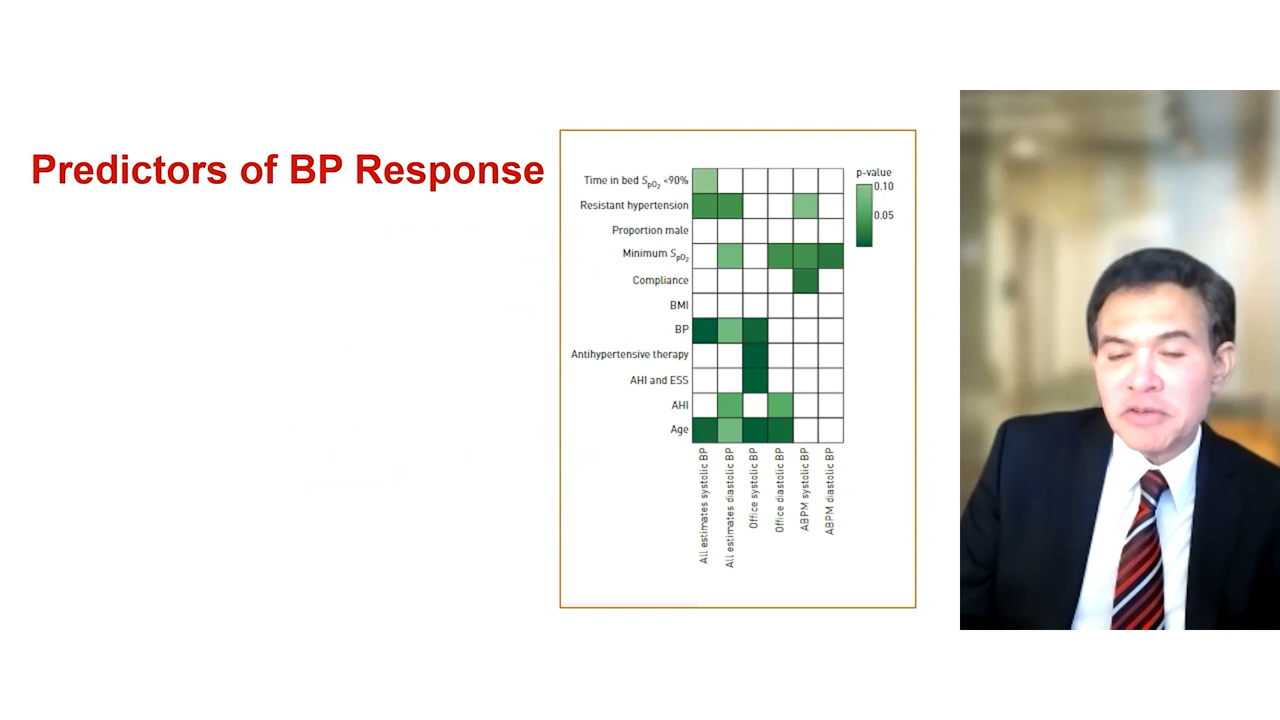 Predictors of BP Response
Time in bed SpO₂ <90%
Resistant hypertension
Proportion male
Minimum SpO₂
Compliance
BMI
BP
Antihypertensive therapy
AHI and ESS
AHI
Age
All estimates systolic BP
All estimates diastolic BP
Office systolic BP
Office diastolic BP
ABPM systolic BP
ABPM diastolic BP
p-value
0.10
0.05